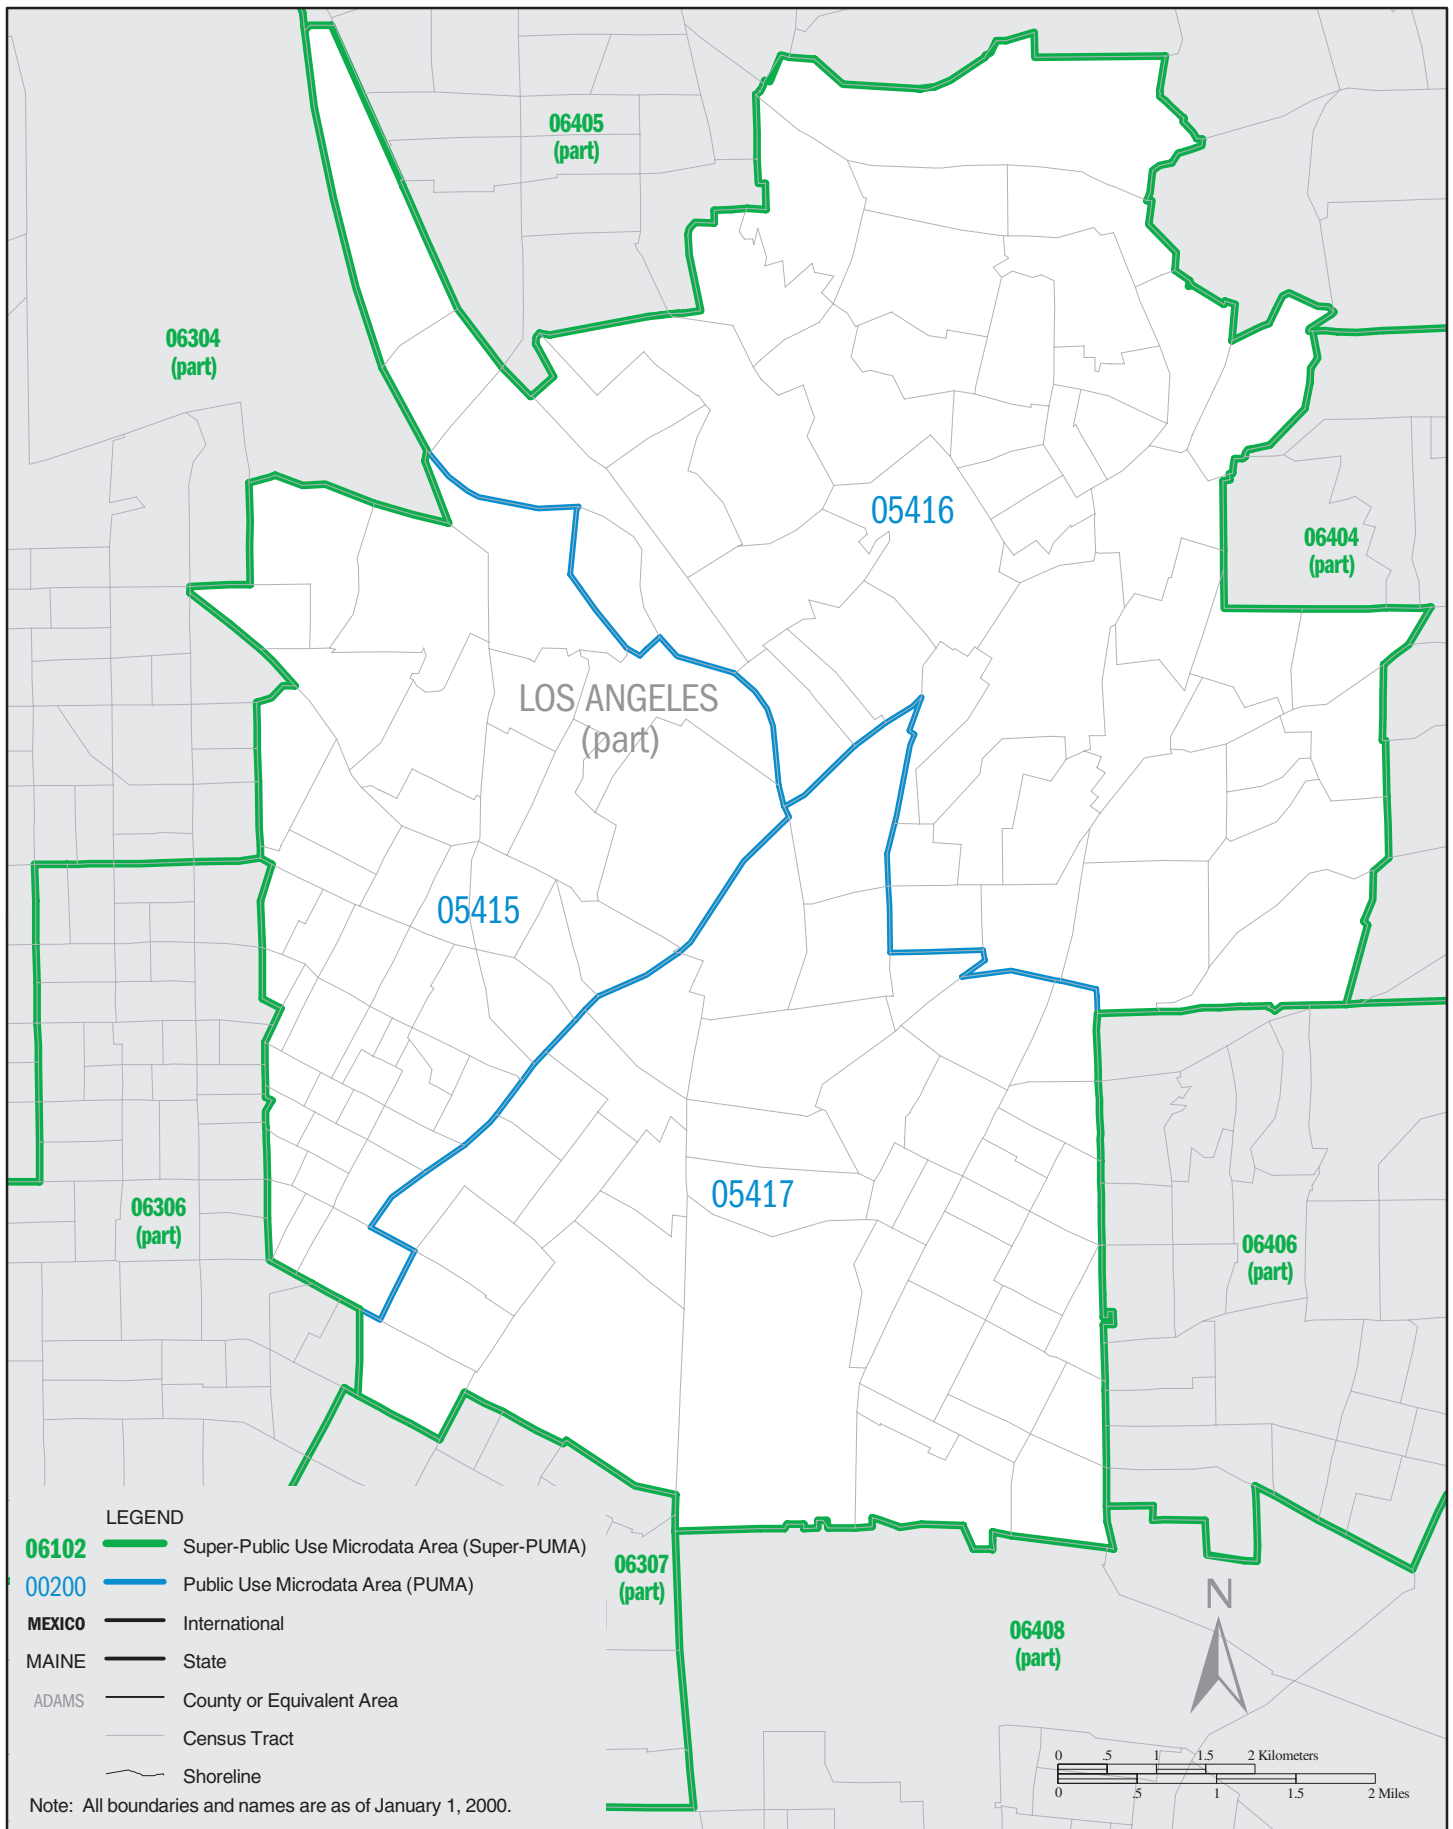 06405
(part)
06304
(part)
05416
06404
(part)
LOS ANGELES
(part)
05415
05417
06306
(part)
06406
(part)
LEGEND
06102 Super-Public Use Microdata Area (Super-PUMA)
00200 Public Use Microdata Area (PUMA)
MEXICO International
MAINE State
ADAMS County or Equivalent Area
Census Tract
Shoreline
Note: All boundaries and names are as of January 1, 2000.
06307
(part)
06408
(part)
N
0 .5 1 1.5 2 Kilometers
0 .5 1 1.5 2 Miles